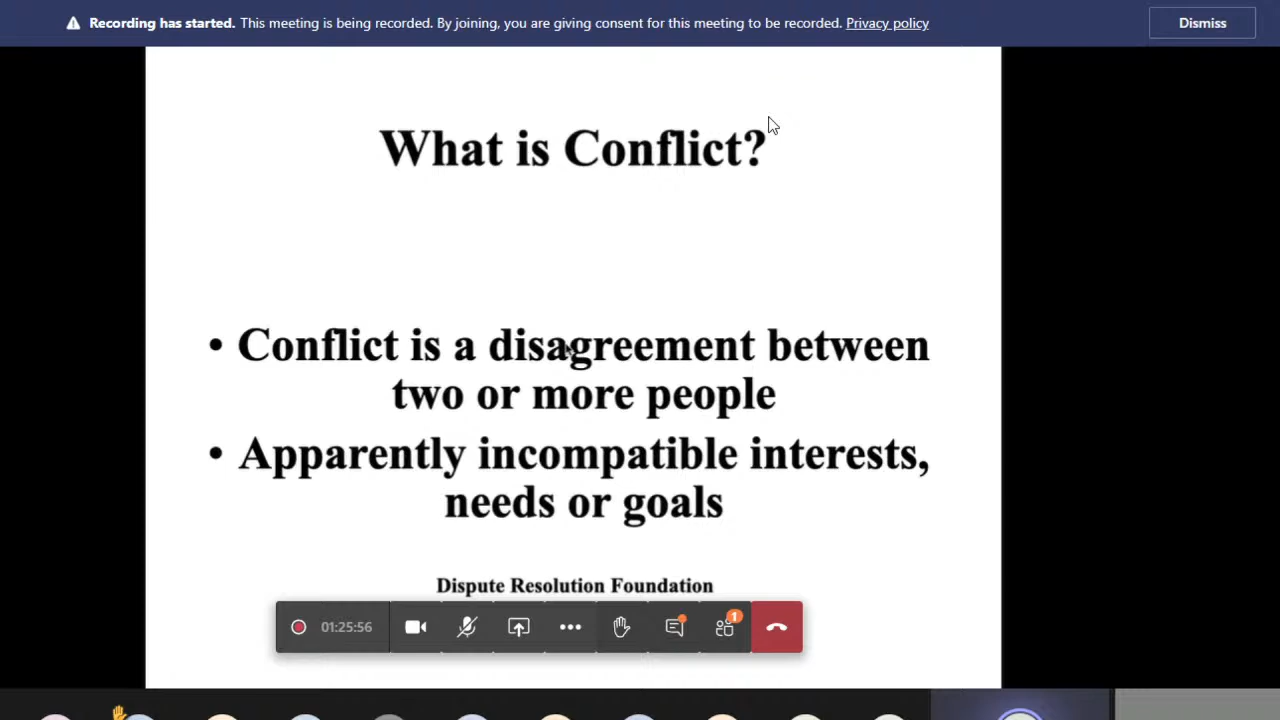 Recording has started. This meeting is being recorded. By joining, you are giving consent for this meeting to be recorded. Privacy policy
Dismiss
What is Conflict?
• Conflict is a disagreement between
two or more people
• Apparently incompatible interests,
needs or goals
Dispute Resolution Foundation
01:25:56
1